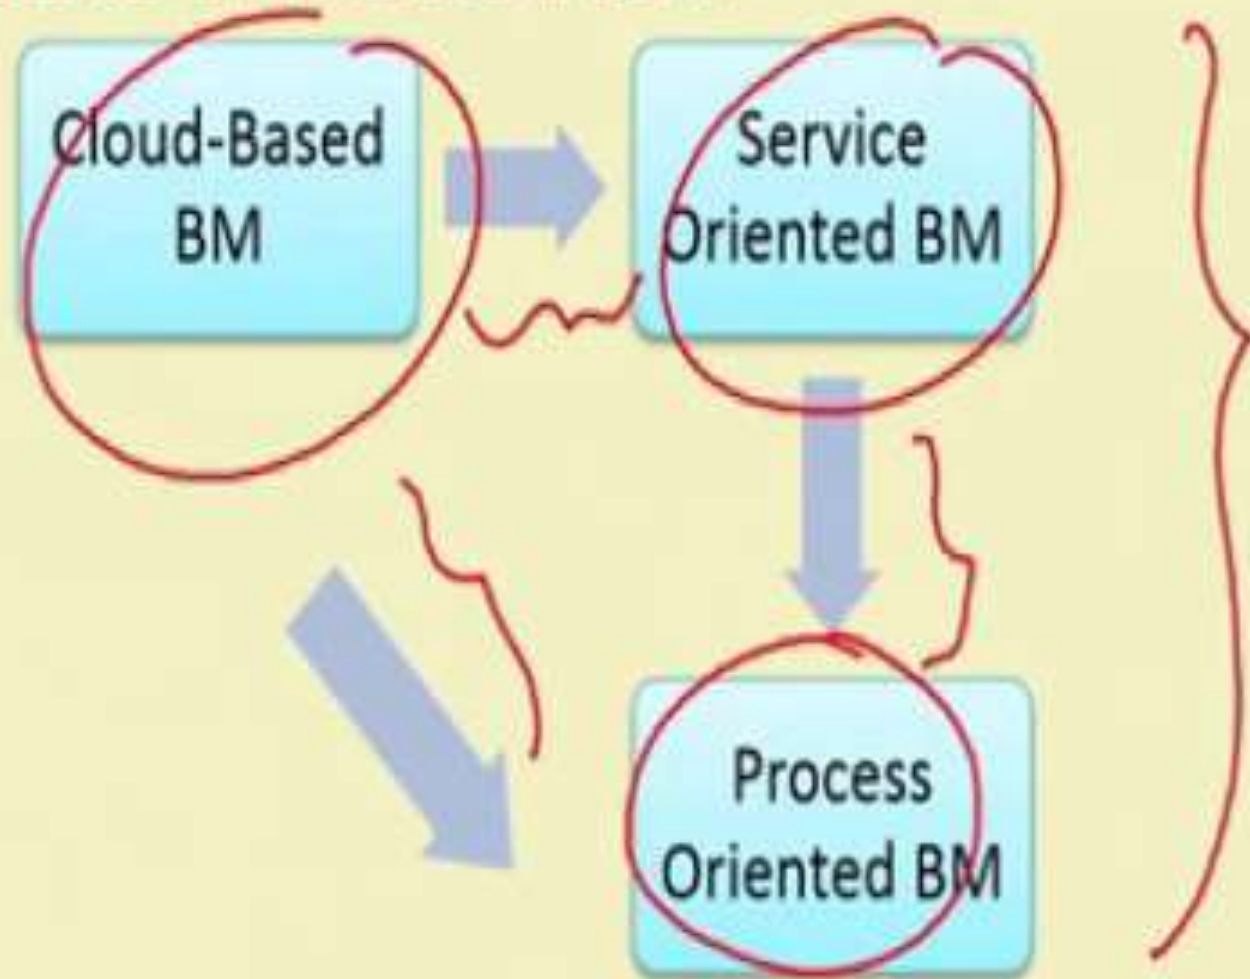 Cloud-Based
BM
Service
Oriented BM
Process
Oriented BM